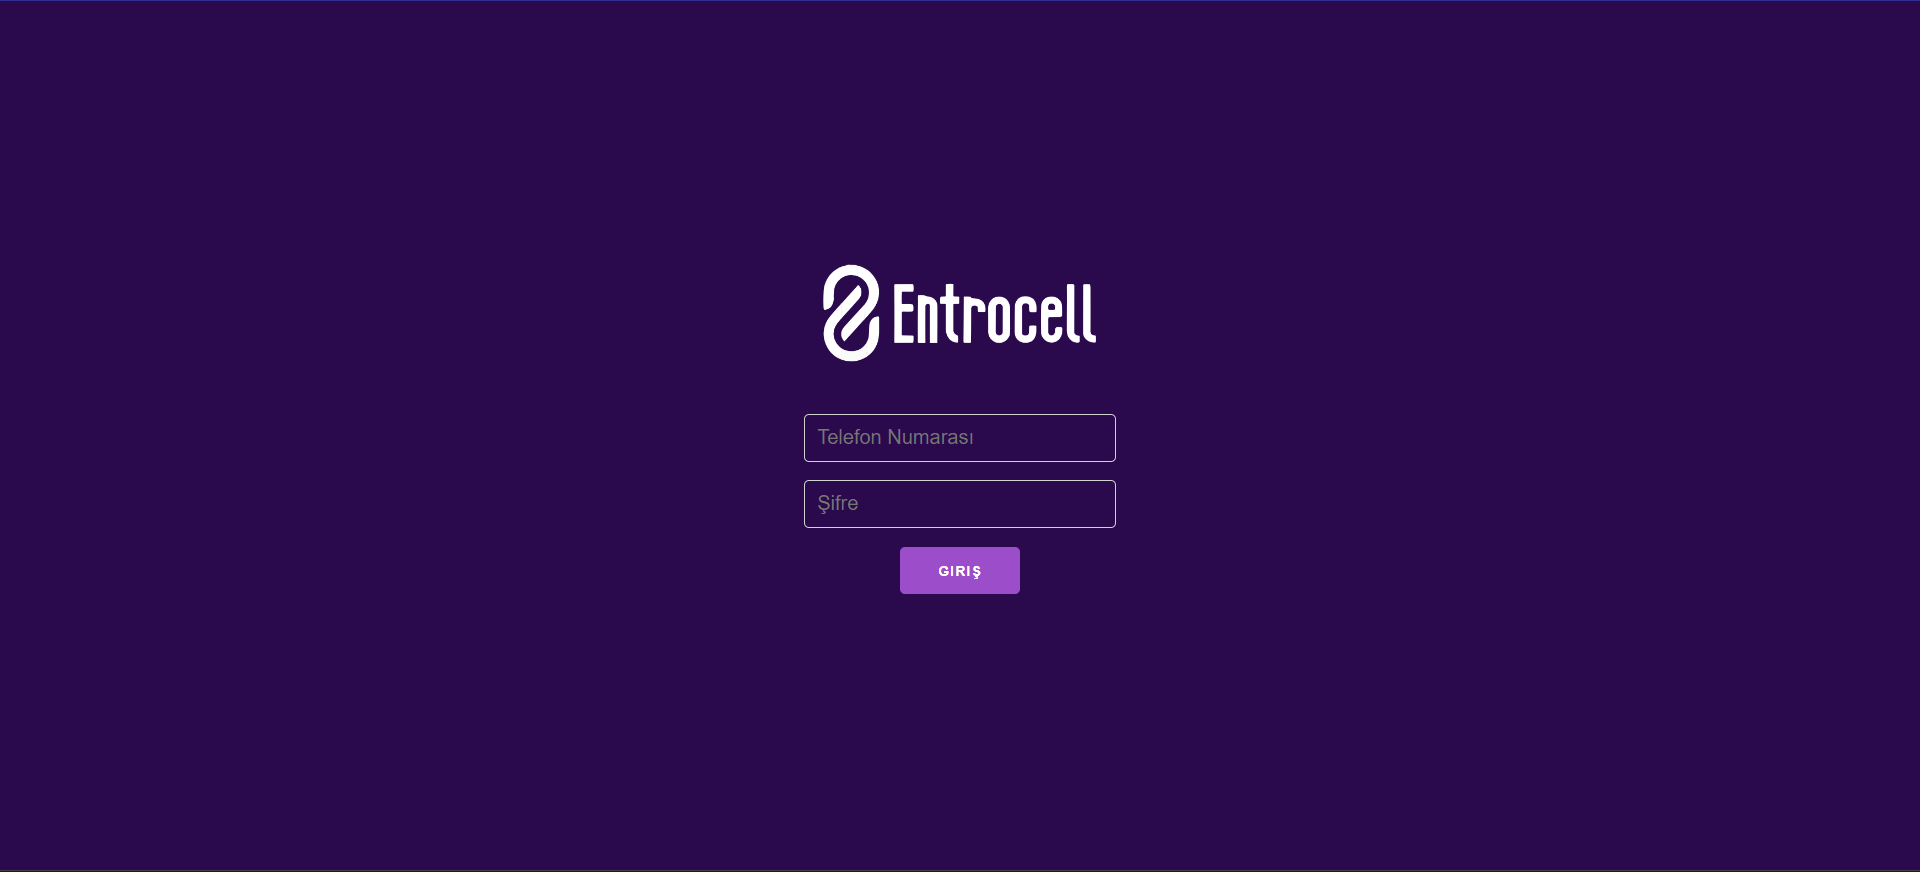 Entrocell
Telefon Numarası
Şifre
GIRIŞ